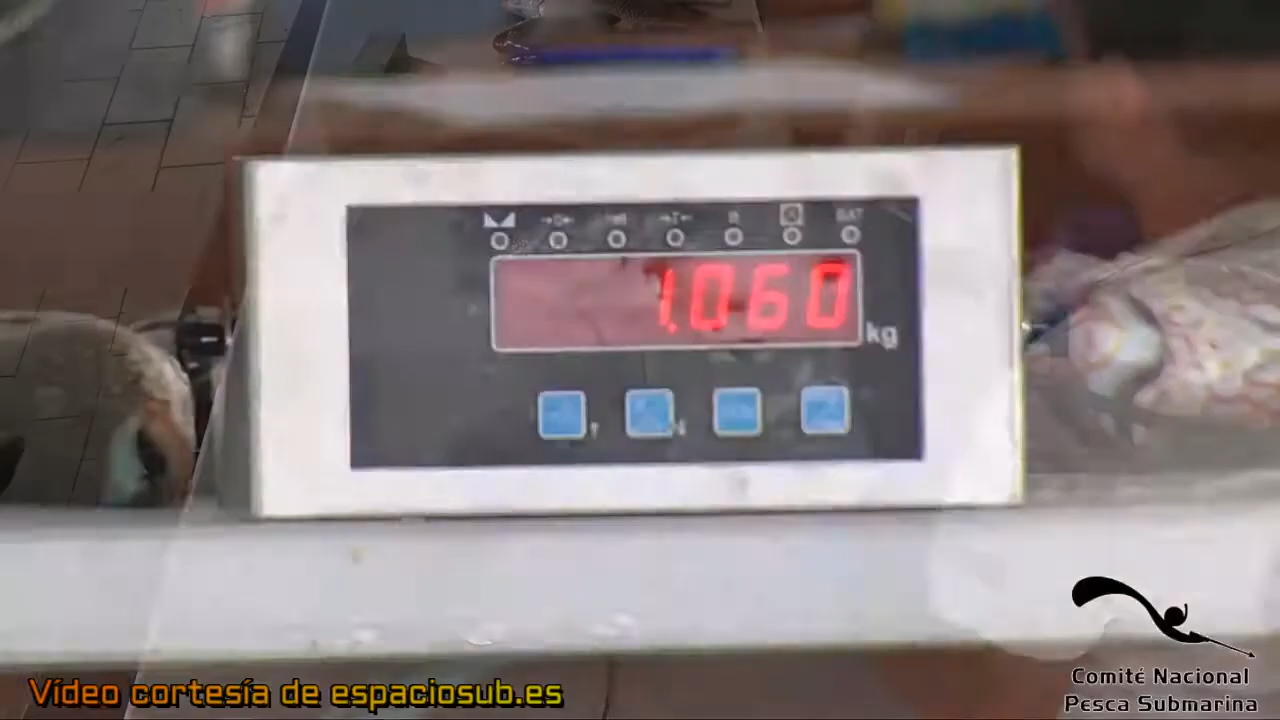 BAT
1.060
kg
Vídeo cortesía de espaciosub.es
Comité Nacional
Pesca Submarina